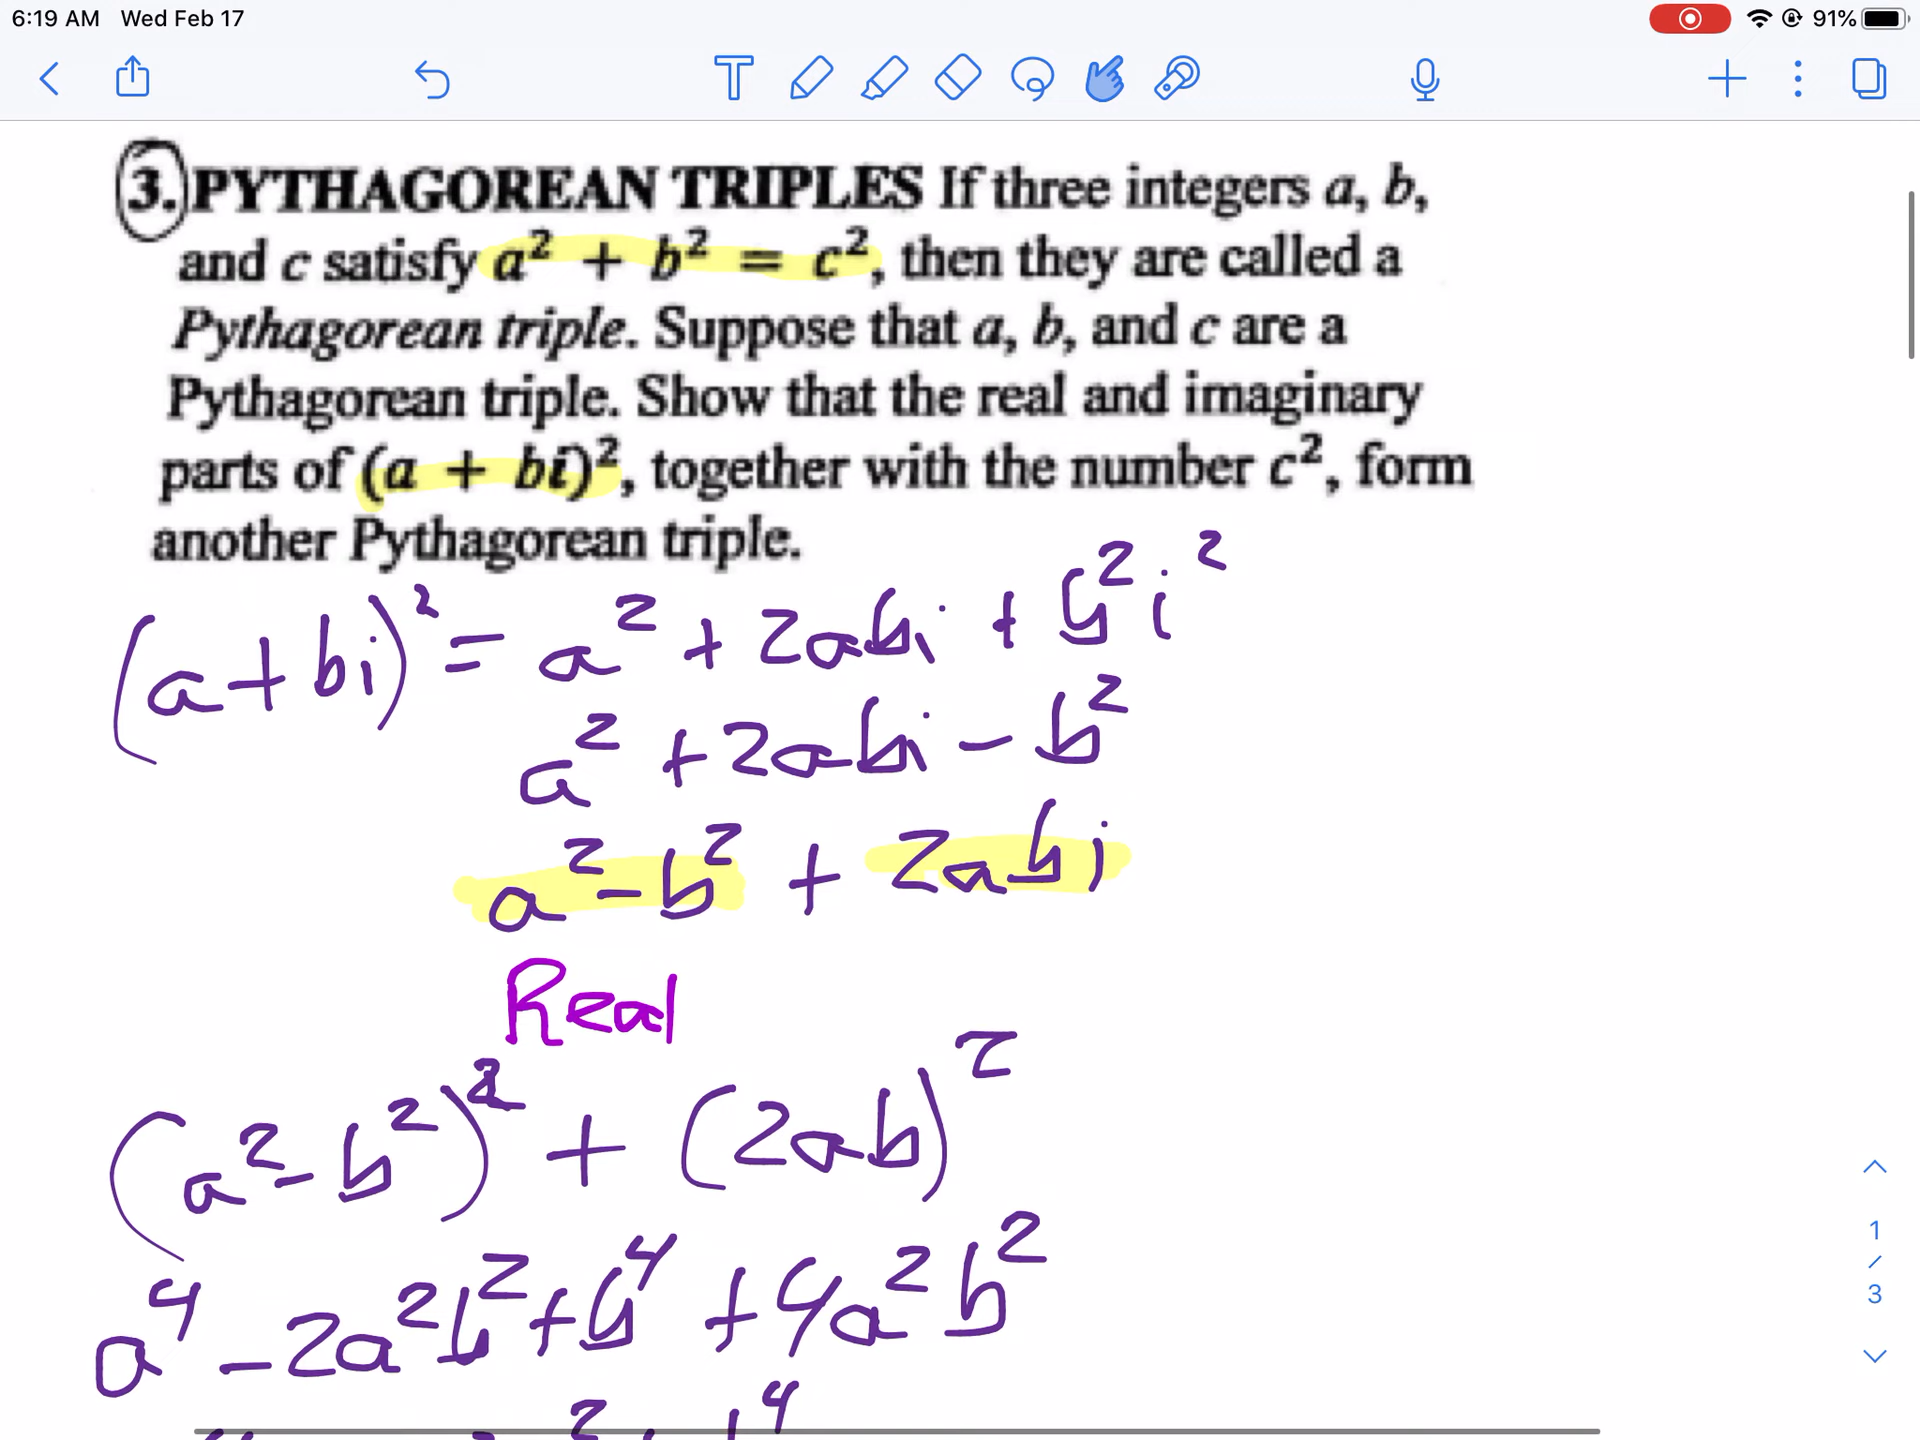 6:19 AM Wed Feb 17 91%
3. PYTHAGOREAN TRIPLES If three integers a, b,
and c satisfy a² + b² = c², then they are called a
Pythagorean triple. Suppose that a, b, and c are a
Pythagorean triple. Show that the real and imaginary
parts of (a + bi)², together with the number c², form
another Pythagorean triple.
(a+bi)² = a² + 2abi + b²i²
a² + 2abi - b²
a² - b² + 2abi
Real
(a² - b²)² + (2ab)²
a⁴ - 2a²b² + b⁴ + 4a²b²
1
/
3